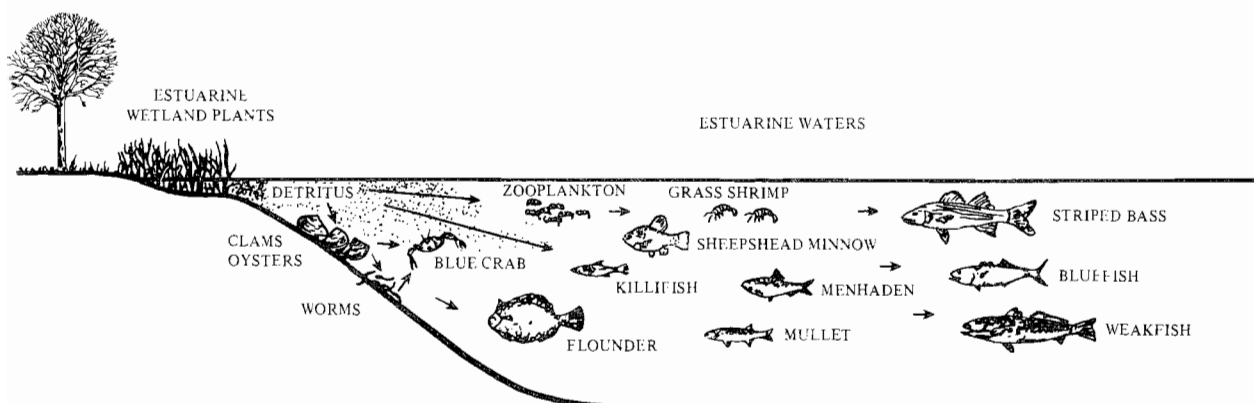 ESTUARINE
WETLAND PLANTS
ESTUARINE WATERS
DETRITUS
ZOOPLANKTON
GRASS SHRIMP
STRIPED BASS
CLAMS
OYSTERS
BLUE CRAB
SHEEPSHEAD MINNOW
KILLIFISH
MENHADEN
BLUEFISH
WORMS
FLOUNDER
MULLET
WEAKFISH